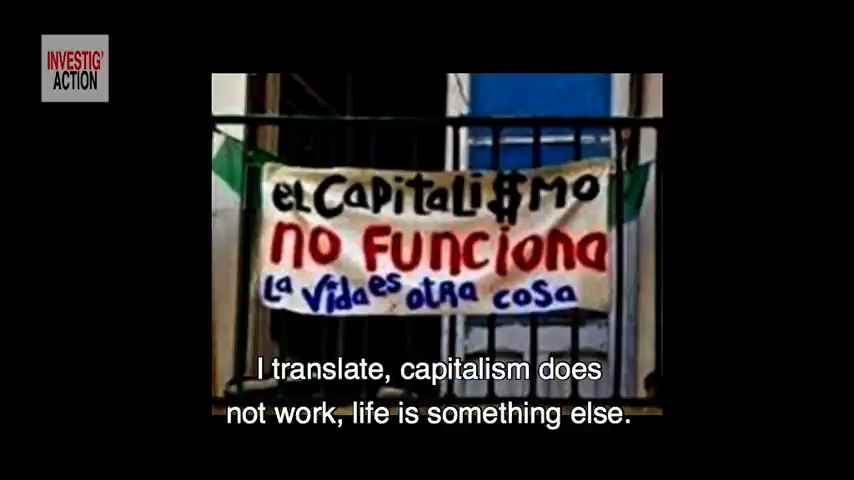 INVESTIG'
ACTION
eL CapitaLi$mo
no Funciona
La vida es otRa cosa
I translate, capitalism does
not work, life is something else.